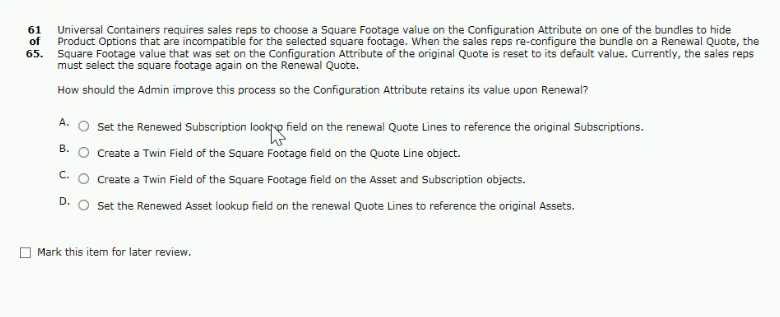 61 Universal Containers requires sales reps to choose a Square Footage value on the Configuration Attribute on one of the bundles to hide
of Product Options that are incompatible for the selected square footage. When the sales reps re-configure the bundle on a Renewal Quote, the
65. Square Footage value that was set on the Configuration Attribute of the original Quote is reset to its default value. Currently, the sales reps
must select the square footage again on the Renewal Quote.
How should the Admin improve this process so the Configuration Attribute retains its value upon Renewal?
A. Set the Renewed Subscription lookup field on the renewal Quote Lines to reference the original Subscriptions.
B. Create a Twin Field of the Square Footage field on the Quote Line object.
C. Create a Twin Field of the Square Footage field on the Asset and Subscription objects.
D. Set the Renewed Asset lookup field on the renewal Quote Lines to reference the original Assets.
Mark this item for later review.